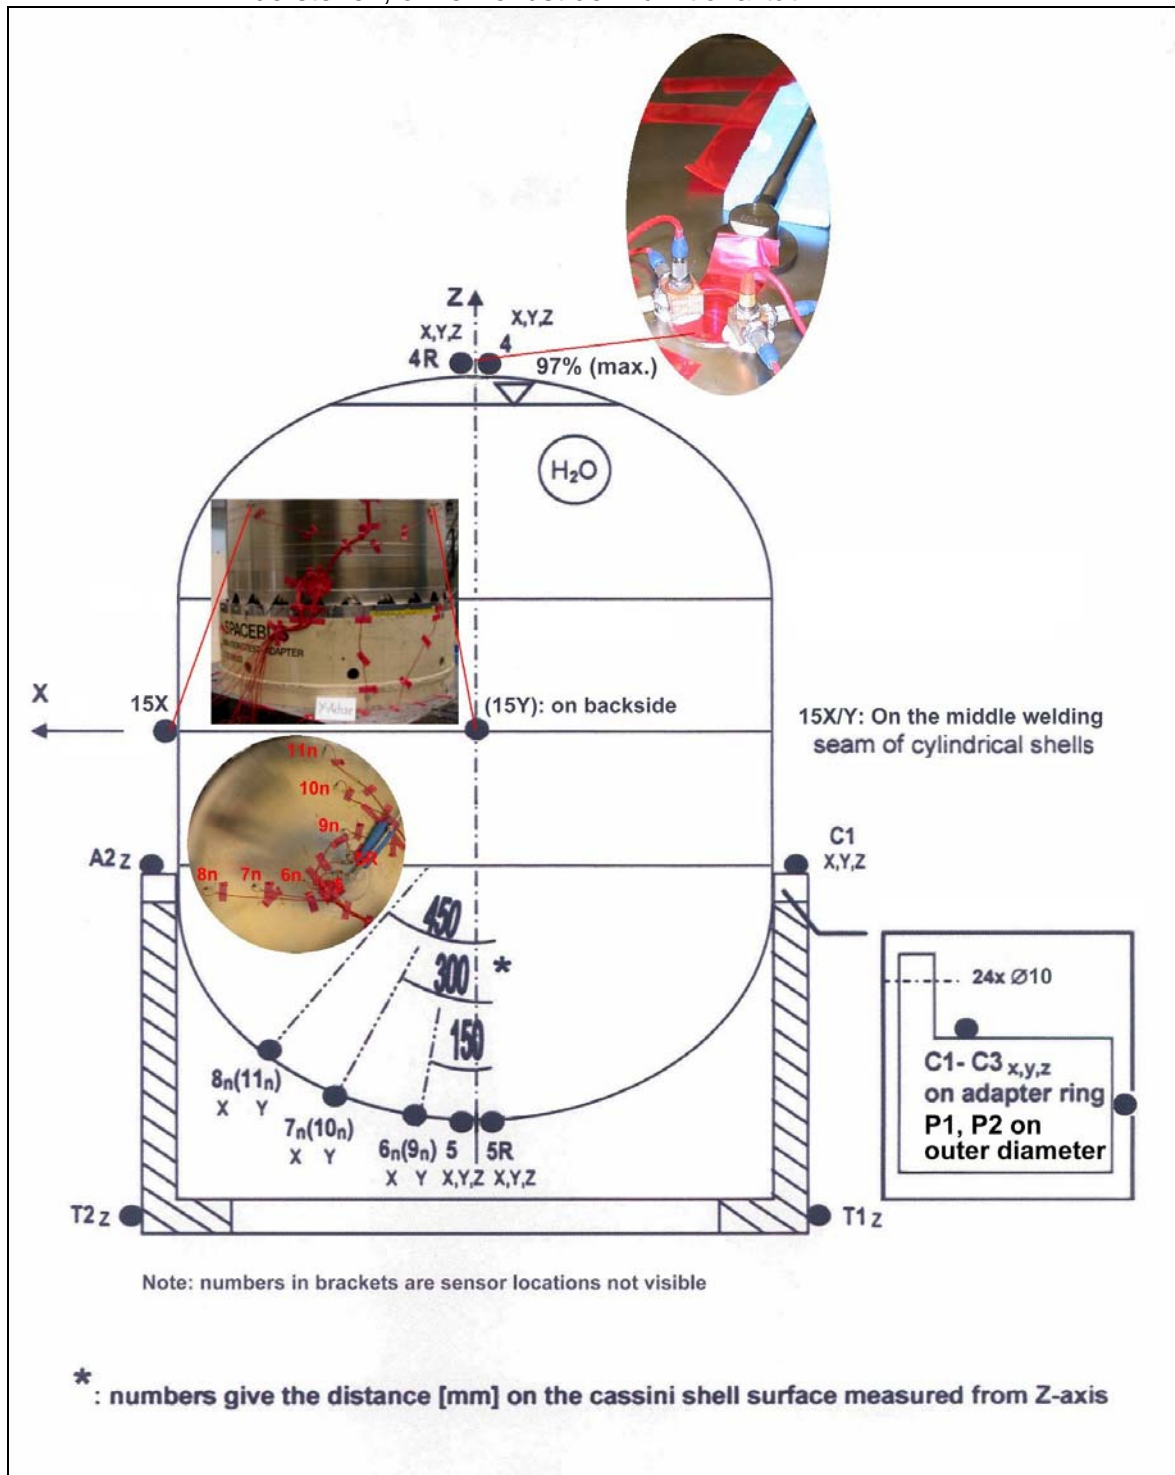 Z
X,Y,Z
X,Y,Z
4R
4
97% (max.)
H2O
SPACEBUS
ADAPTER
X
15X
(15Y): on backside
15X/Y: On the middle welding
seam of cylindrical shells
11n
10n
9n
8n
7n
6n
A2 Z
C1
X,Y,Z
450
300
*
150
24x Ø10
C1- C3 x,y,z
on adapter ring
P1, P2 on
outer diameter
8n(11n)
X Y
7n(10n)
X Y
6n(9n)
X Y
5
X,Y,Z
5R
X,Y,Z
T2 Z
T1 Z
Note: numbers in brackets are sensor locations not visible
*: numbers give the distance [mm] on the cassini shell surface measured from Z-axis